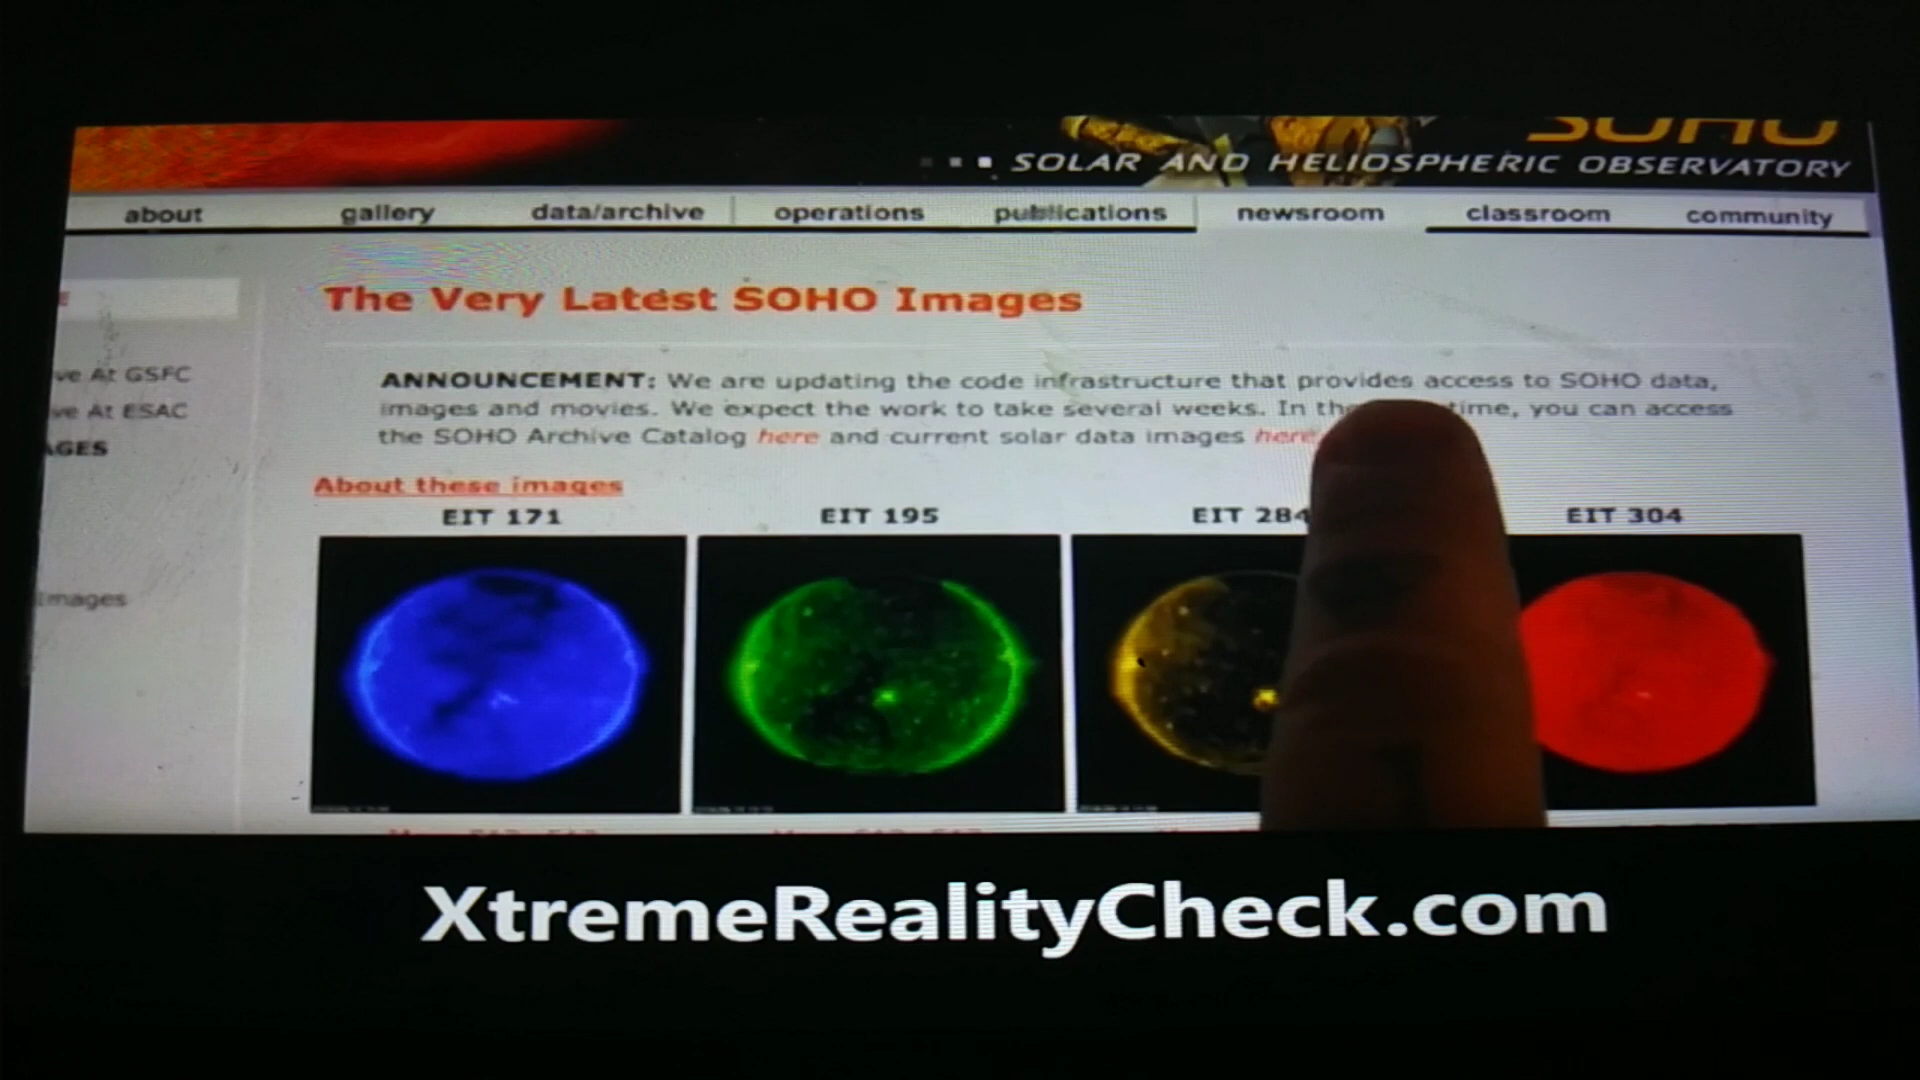 SOHO
SOLAR AND HELIOSPHERIC OBSERVATORY
about gallery data/archive operations publications newsroom classroom community
The Very Latest SOHO Images
ve At GSFC
ve At ESAC
AGES
Images
ANNOUNCEMENT: We are updating the code infrastructure that provides access to SOHO data,
images and movies. We expect the work to take several weeks. In the time, you can access
the SOHO Archive Catalog here and current solar data images here
About these images
EIT 171 EIT 195 EIT 284 EIT 304
XtremeRealityCheck.com